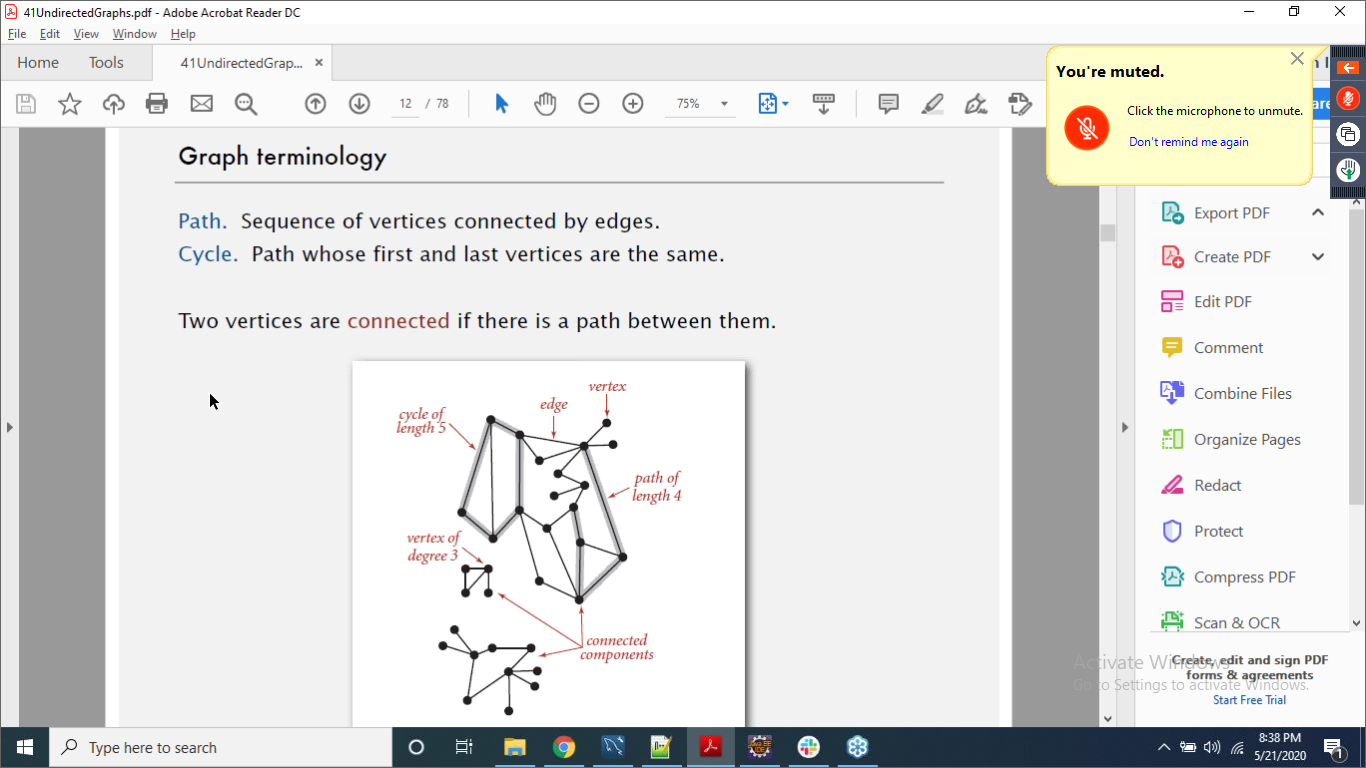 41UndirectedGraphs.pdf - Adobe Acrobat Reader DC
File Edit View Window Help
Home Tools 41UndirectedGrap... ×
12 / 78 75%
You're muted.
Click the microphone to unmute.
Don't remind me again
Graph terminology
Path. Sequence of vertices connected by edges.
Cycle. Path whose first and last vertices are the same.
Two vertices are connected if there is a path between them.
vertex
edge
cycle of
length 5
path of
length 4
vertex of
degree 3
connected
components
Export PDF
Create PDF
Edit PDF
Comment
Combine Files
Organize Pages
Redact
Protect
Compress PDF
Scan & OCR
Create, edit and sign PDF
forms & agreements
Start Free Trial
Activate Windows
Go to Settings to activate Windows.
Type here to search
8:38 PM
5/21/2020
1